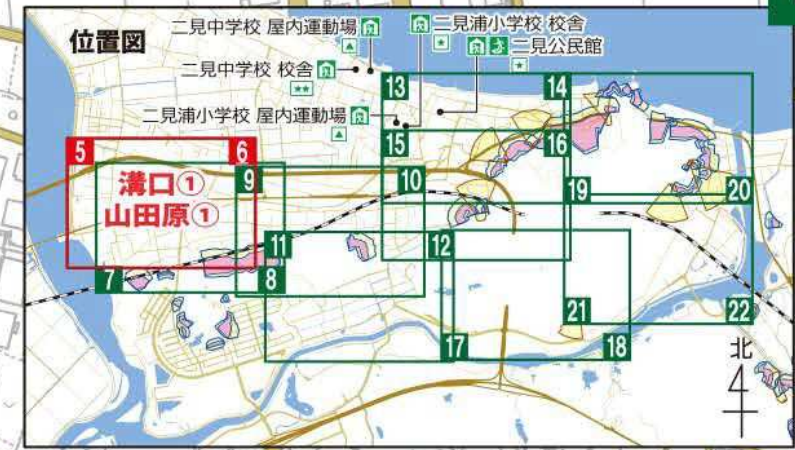 位置図
二見中学校 屋内運動場
▲
二見浦小学校 校舎
★
二見公民館
★
二見中学校 校舎
★★
二見浦小学校 屋内運動場
▲
13
14
5
6
15
16
溝口①
9
10
山田原①
19
20
11
12
7
8
21
22
17
18
北